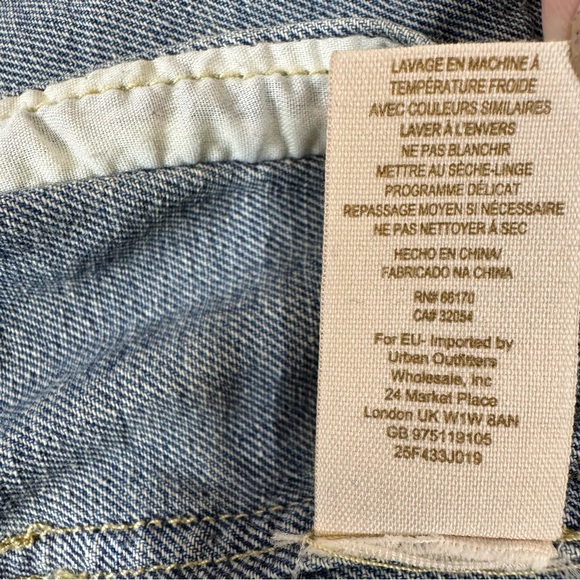 LAVAGE EN MACHINE À
TEMPÉRATURE FROIDE
AVEC COULEURS SIMILAIRES
LAVER À L'ENVERS
NE PAS BLANCHIR
METTRE AU SÈCHE-LINGE
PROGRAMME DÉLICAT
REPASSAGE MOYEN SI NÉCESSAIRE
NE PAS NETTOYER À SEC
HECHO EN CHINA/
FABRICADO NA CHINA
RN# 66170
CA# 32054
For EU- Imported by
Urban Outfitters
Wholesale, Inc
24 Market Place
London UK W1W 8AN
GB 975119105
25F433J019